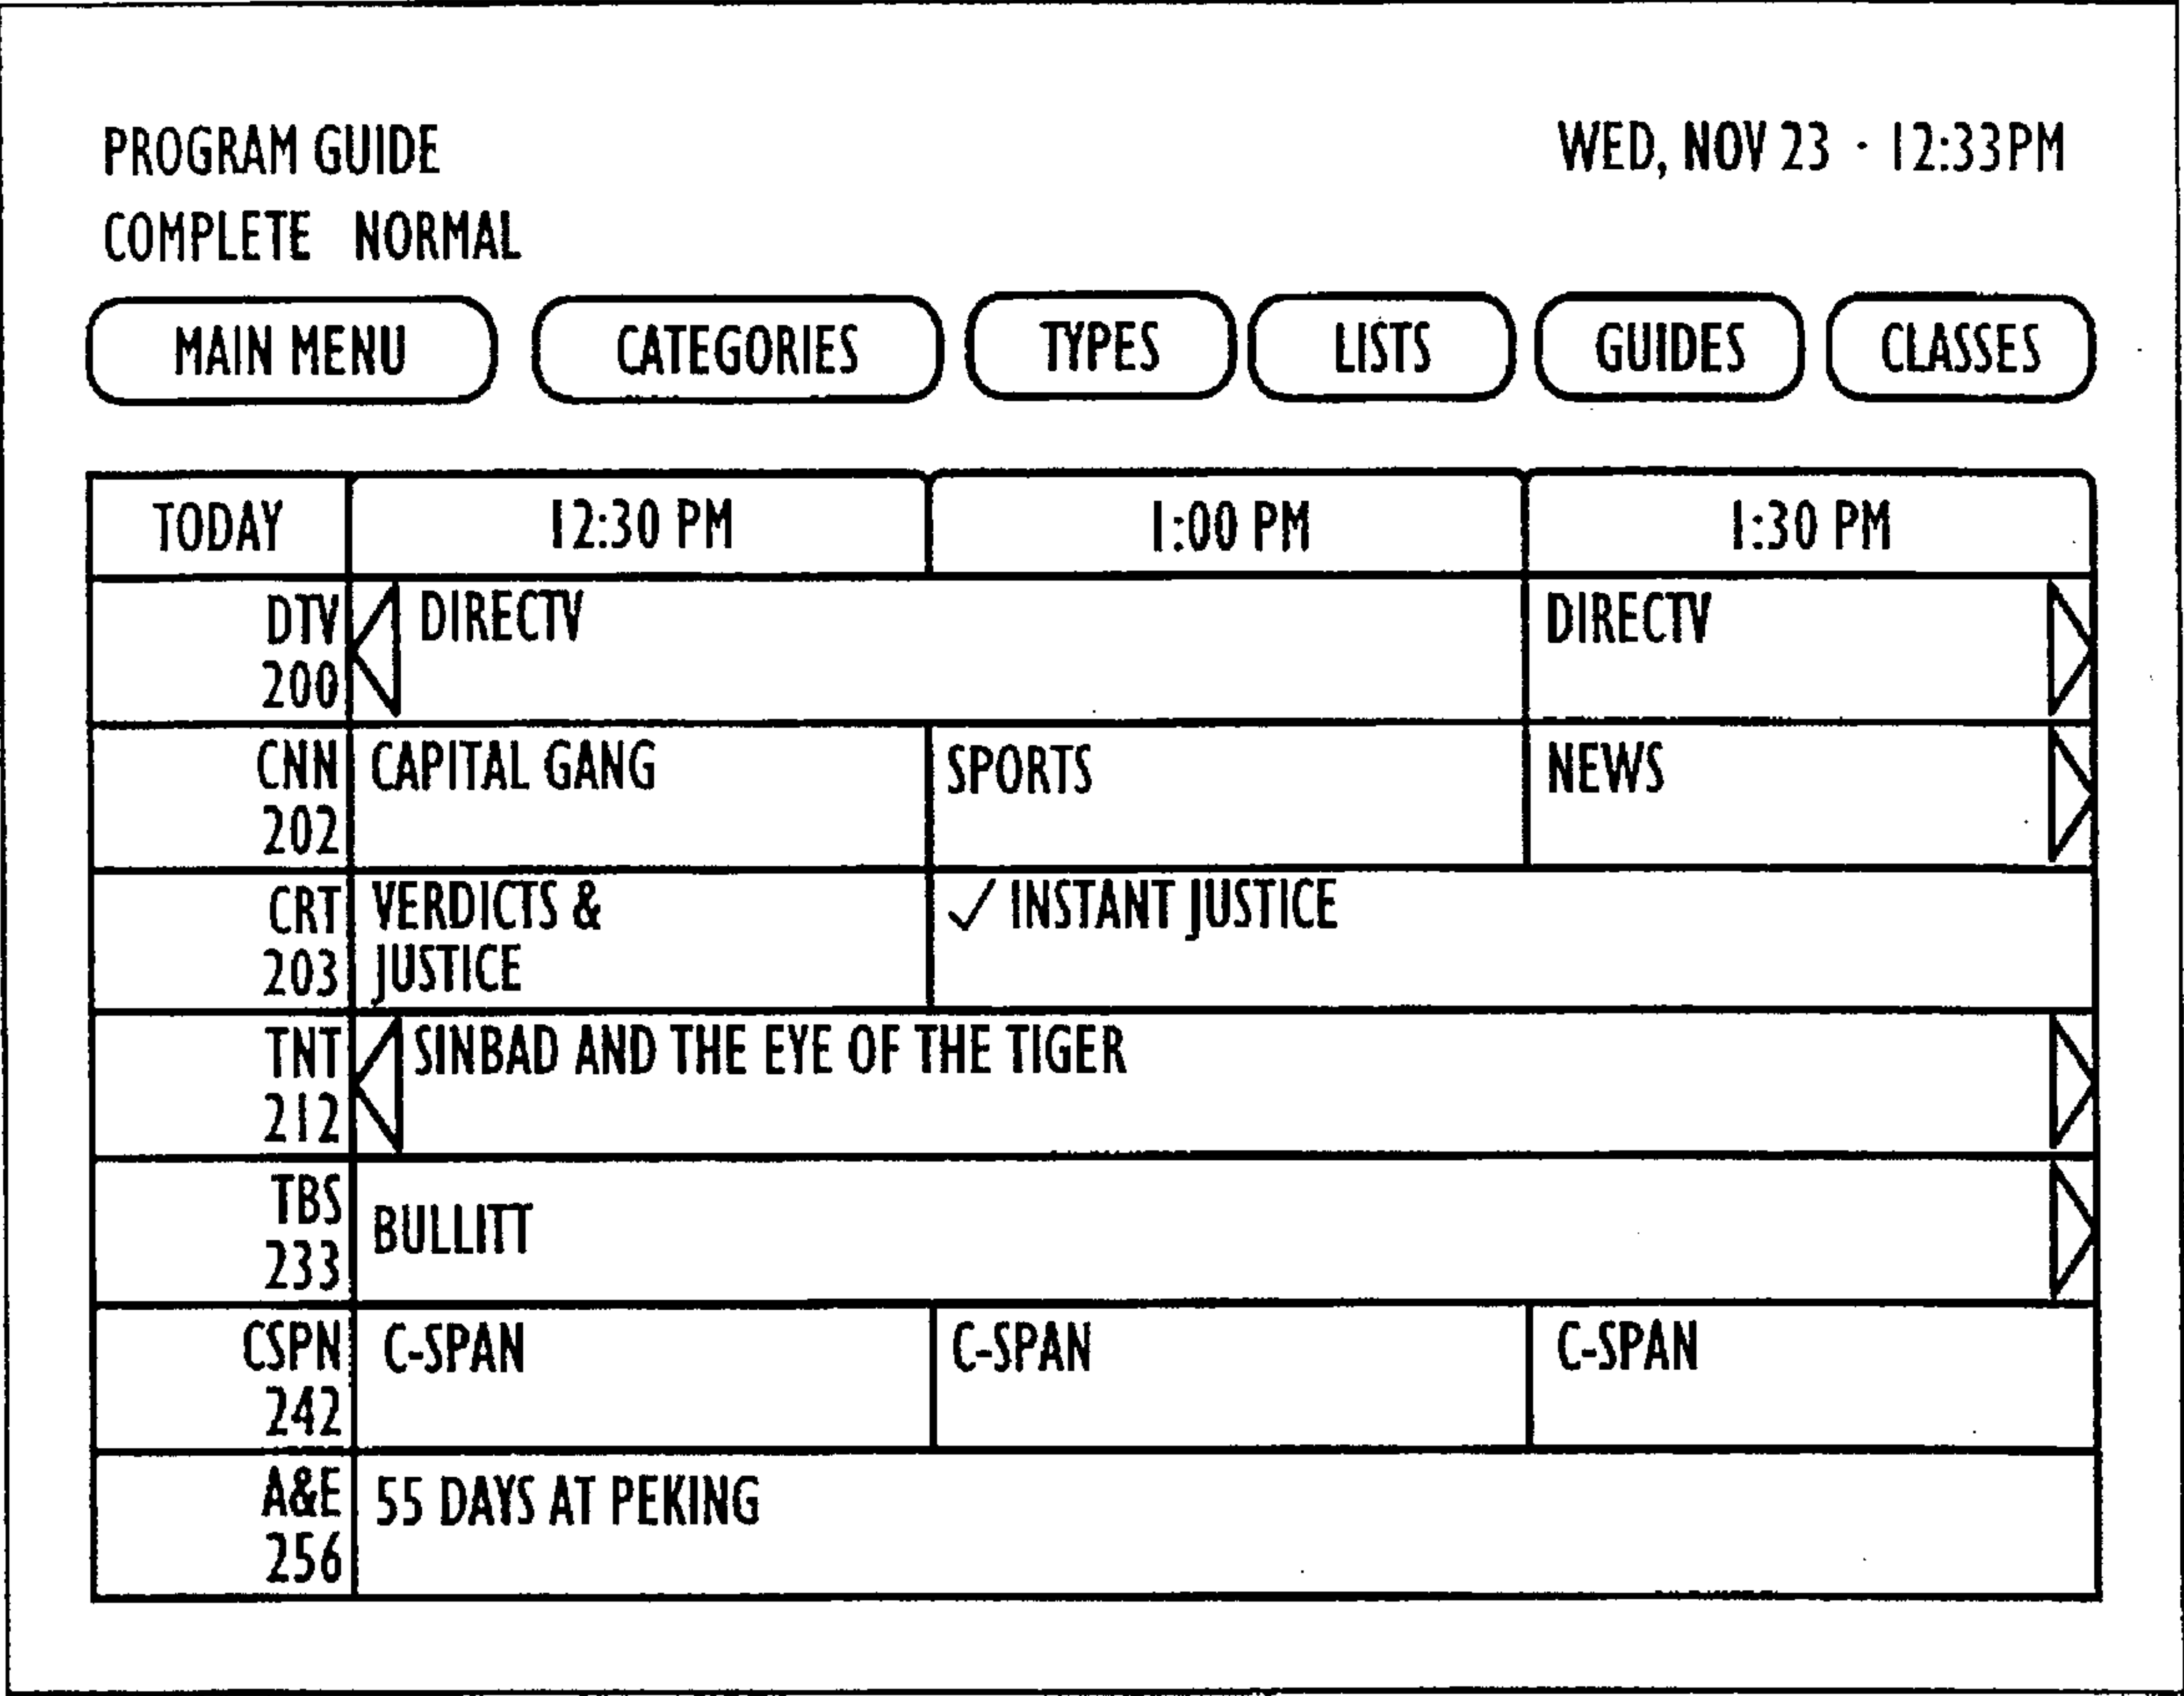 PROGRAM GUIDE WED, NOV 23 · 12:33PM
COMPLETE NORMAL
MAIN MENU CATEGORIES TYPES LISTS GUIDES CLASSES
TODAY 12:30 PM 1:00 PM 1:30 PM
DTV DIRECTV DIRECTV
200
CNN CAPITAL GANG SPORTS NEWS
202
CRT VERDICTS & ✓ INSTANT JUSTICE
203 JUSTICE
TNT SINBAD AND THE EYE OF THE TIGER
212
TBS BULLITT
233
CSPN C-SPAN C-SPAN C-SPAN
242
A&E 55 DAYS AT PEKING
256